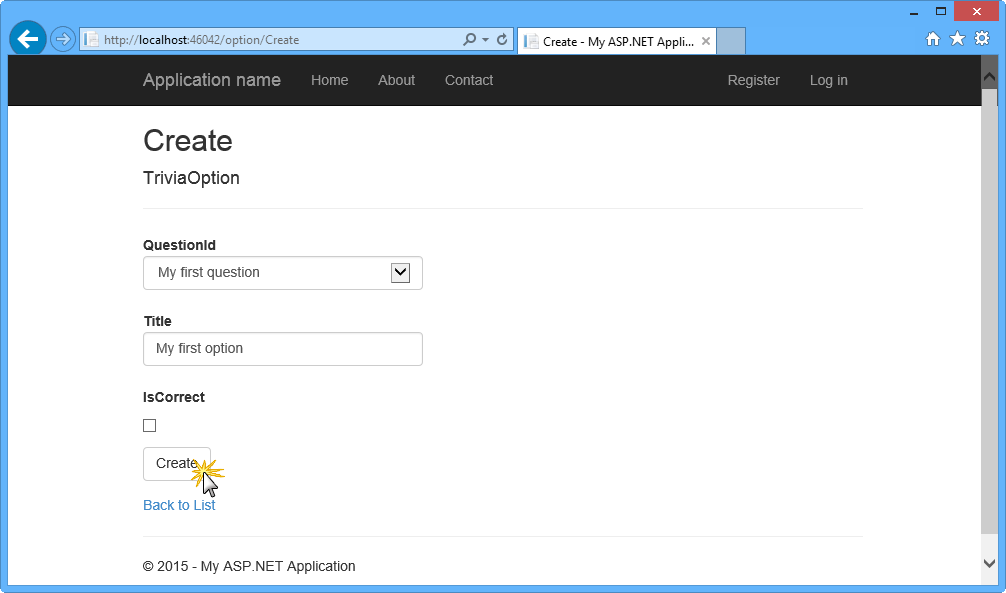 http://localhost:46042/option/Create
Create - My ASP.NET Appli...
Application name Home About Contact Register Log in
Create
TriviaOption
QuestionId
My first question
Title
My first option
IsCorrect
Create
Back to List
© 2015 - My ASP.NET Application